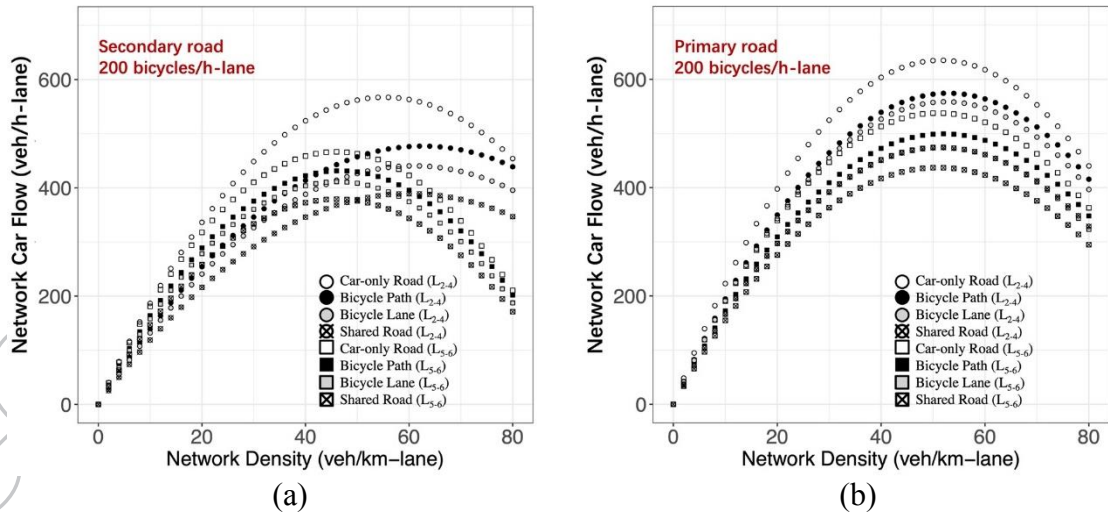 Secondary road
200 bicycles/h-lane
Network Car Flow (veh/h-lane)
600
400
200
0
Car-only Road (L2-4)
Bicycle Path (L2-4)
Bicycle Lane (L2-4)
Shared Road (L2-4)
Car-only Road (L5-6)
Bicycle Path (L5-6)
Bicycle Lane (L5-6)
Shared Road (L5-6)
0 20 40 60 80
Network Density (veh/km-lane)
(a)
Primary road
200 bicycles/h-lane
Network Car Flow (veh/h-lane)
600
400
200
0
Car-only Road (L2-4)
Bicycle Path (L2-4)
Bicycle Lane (L2-4)
Shared Road (L2-4)
Car-only Road (L5-6)
Bicycle Path (L5-6)
Bicycle Lane (L5-6)
Shared Road (L5-6)
0 20 40 60 80
Network Density (veh/km-lane)
(b)